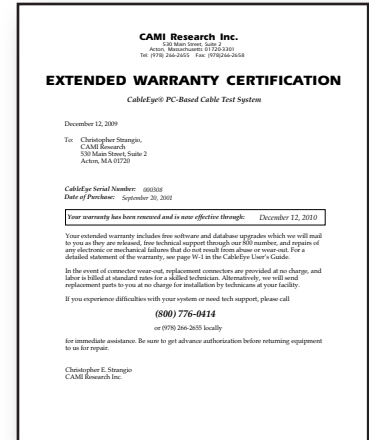 CAMI Research Inc.
530 Main Street, Suite 2
Acton, Massachusetts 01720-3301
Tel: (978) 266-2655 Fax: (978)266-2658
EXTENDED WARRANTY CERTIFICATION
CableEye® PC-Based Cable Test System
December 12, 2009
To: Christopher Strangio,
CAMI Research
530 Main Street, Suite 2
Acton, MA 01720
CableEye Serial Number: 000308
Date of Purchase: September 20, 2001
Your warranty has been renewed and is now effective through: December 12, 2010
Your extended warranty includes free software and database upgrades which we will mail
to you as they are released, free technical support through our 800 number, and repairs of
any electronic or mechanical failures that do not result from abuse or wear-out. For a
detailed statement of the warranty, see page W-1 in the CableEye User's Guide.
In the event of connector wear-out, replacement connectors are provided at no charge, and
labor is billed at standard rates for a skilled technician. Alternatively, we will send
replacement parts to you at no charge for installation by technicians at your facility.
If you experience difficulties with your system or need tech support, please call
(800) 776-0414
or (978) 266-2655 locally
for immediate assistance. Be sure to get advance authorization before returning equipment
to us for repair.
Christopher E. Strangio
CAMI Research Inc.